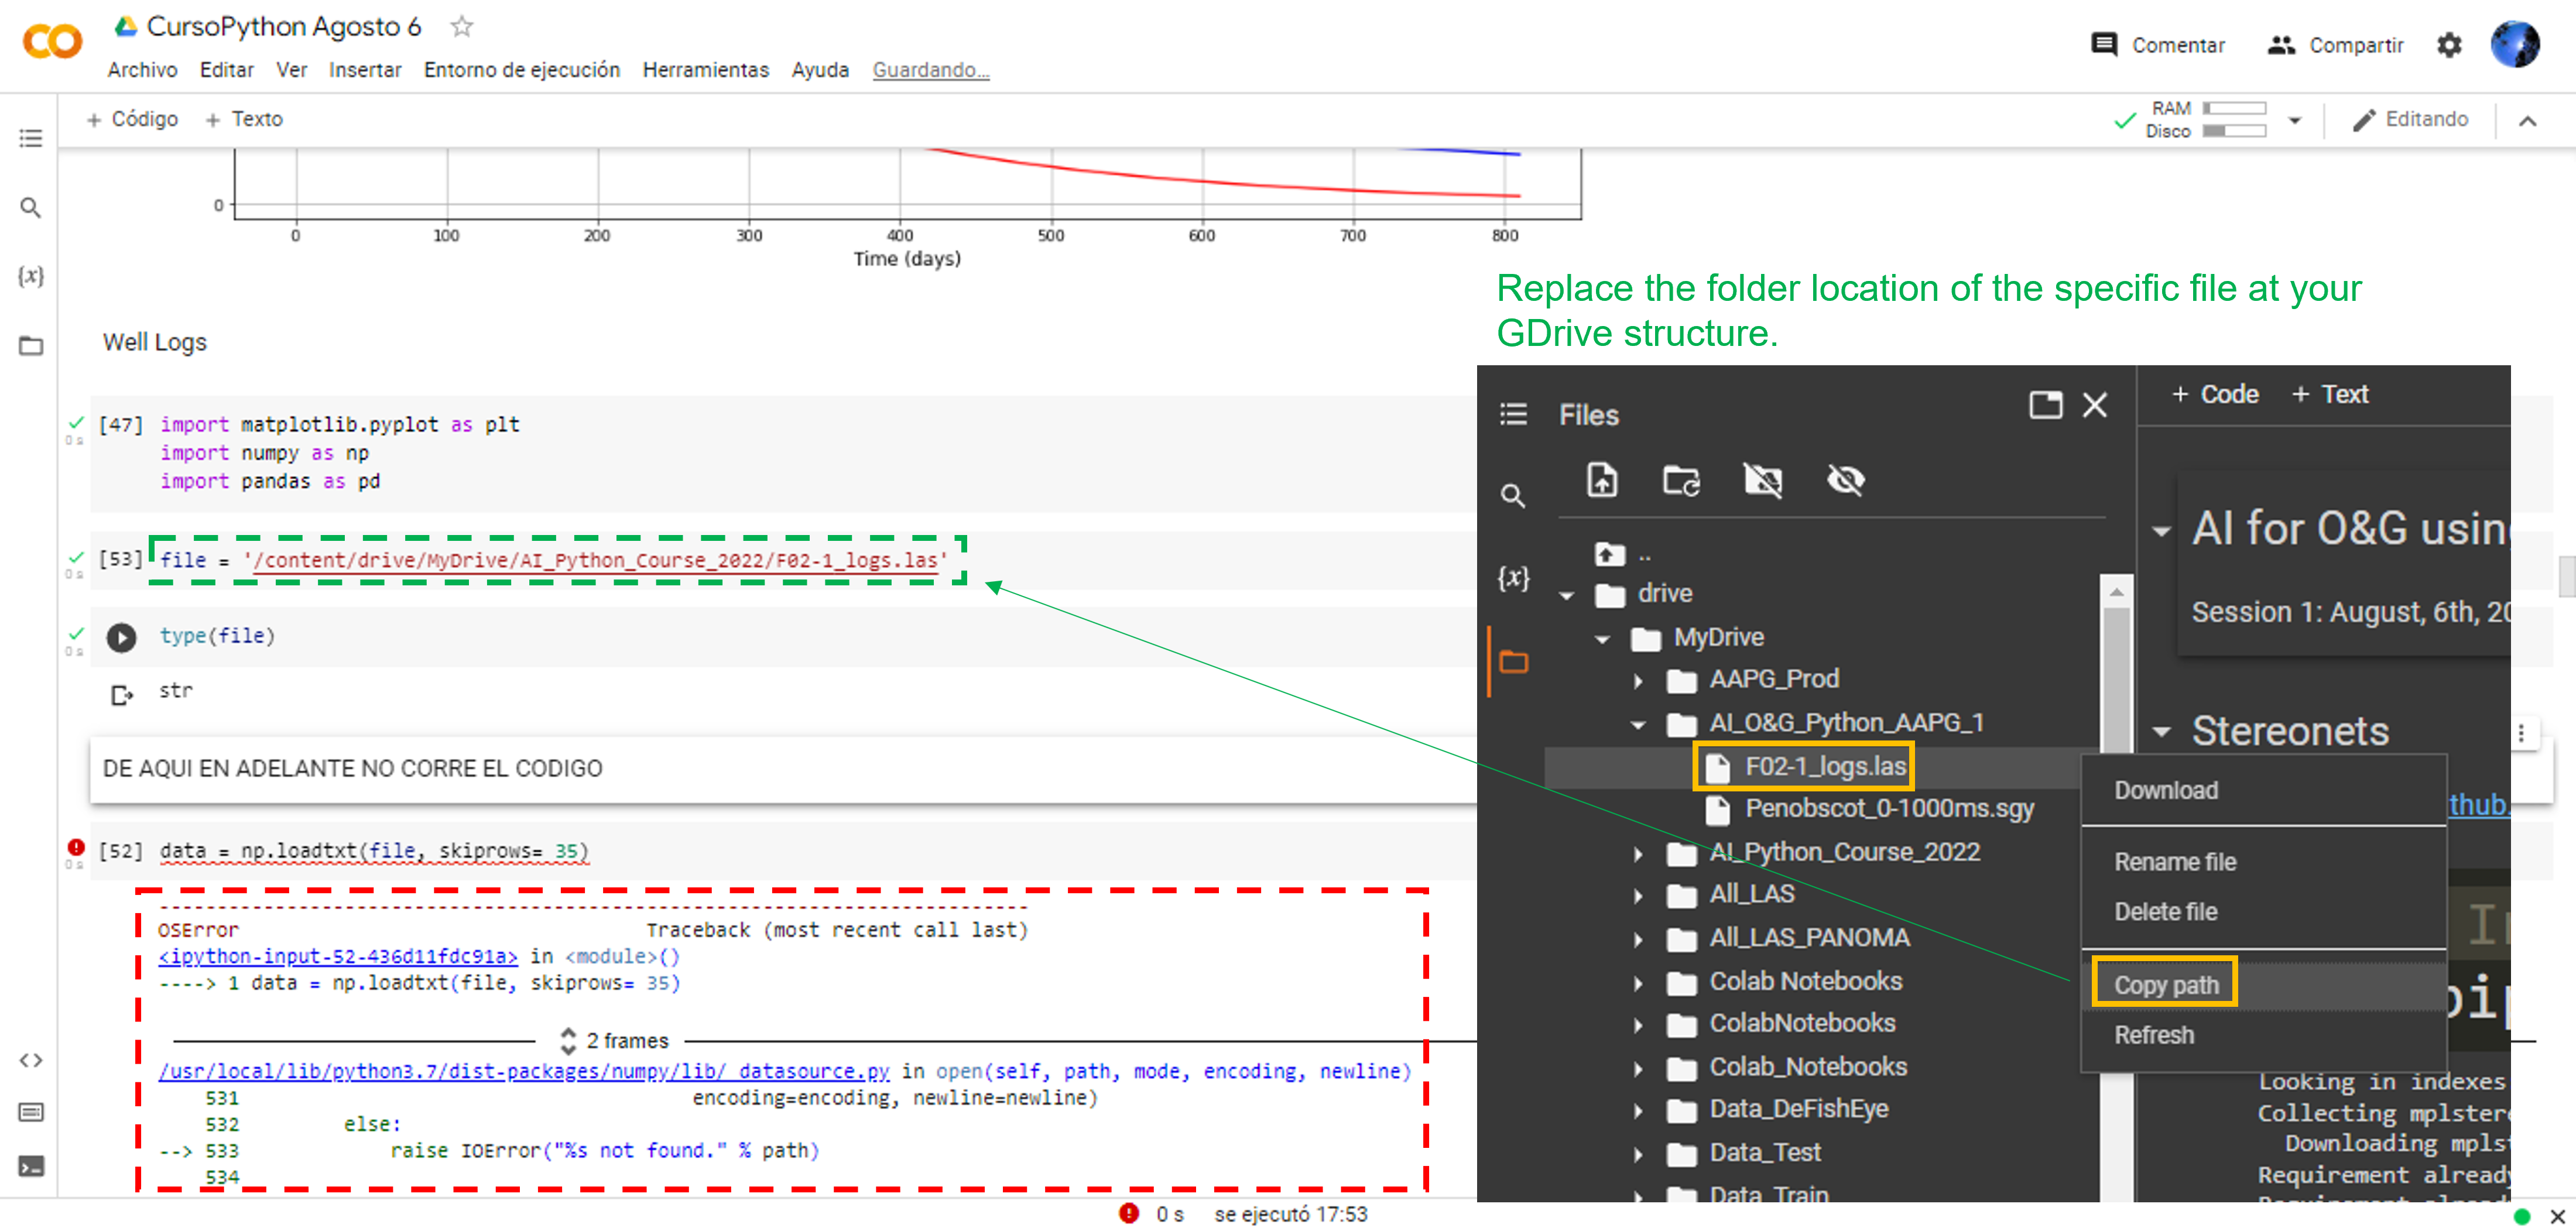 CursoPython Agosto 6
Archivo Editar Ver Insertar Entorno de ejecución Herramientas Ayuda Guardando...
Comentar Compartir
+ Código + Texto
RAM
Disco
Editando
0
0 100 200 300 400 500 600 700 800
Time (days)
Well Logs
[47] import matplotlib.pyplot as plt
import numpy as np
import pandas as pd
0 s
[53] file = '/content/drive/MyDrive/AI_Python_Course_2022/F02-1_logs.las'
0 s
type(file)
0 s
str
DE AQUI EN ADELANTE NO CORRE EL CODIGO
[52] data = np.loadtxt(file, skiprows= 35)
0 s
---------------------------------------------------------------------------
OSError Traceback (most recent call last)
<ipython-input-52-436d11fdc91a> in <module>()
----> 1 data = np.loadtxt(file, skiprows= 35)
2 frames
/usr/local/lib/python3.7/dist-packages/numpy/lib/_datasource.py in open(self, path, mode, encoding, newline)
531 encoding=encoding, newline=newline)
532 else:
--> 533 raise IOError("%s not found." % path)
534
0 s se ejecutó 17:53
Replace the folder location of the specific file at your
GDrive structure.
Files
{x}
..
drive
MyDrive
AAPG_Prod
AI_O&G_Python_AAPG_1
F02-1_logs.las
Penobscot_0-1000ms.sgy
AI_Python_Course_2022
All_LAS
All_LAS_PANOMA
Colab Notebooks
ColabNotebooks
Colab_Notebooks
Data_DeFishEye
Data_Test
Data_Train
+ Code + Text
AI for O&G using
Session 1: August, 6th, 20
Stereonets
thub.
Download
Rename file
Delete file
Copy path
Refresh
In
pip
Looking in indexes
Collecting mplster
Downloading mplst
Requirement already
{x}